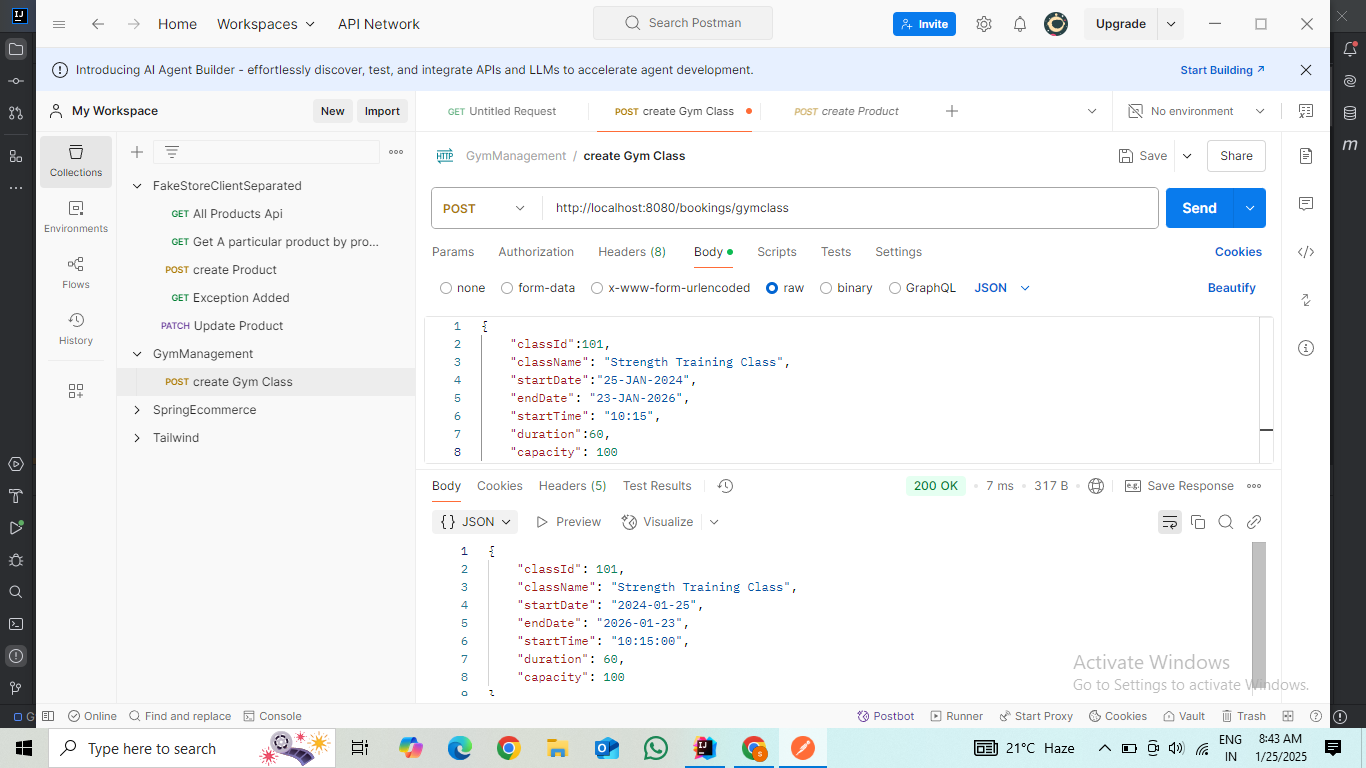 Home Workspaces API Network Search Postman Invite Upgrade
Introducing AI Agent Builder - effortlessly discover, test, and integrate APIs and LLMs to accelerate agent development. Start Building
My Workspace New Import GET Untitled Request POST create Gym Class POST create Product No environment
Collections
Environments
Flows
History
FakeStoreClientSeparated
GET All Products Api
GET Get A particular product by pro...
POST create Product
GET Exception Added
PATCH Update Product
GymManagement
POST create Gym Class
SpringEcommerce
Tailwind
HTTP GymManagement / create Gym Class Save Share
POST http://localhost:8080/bookings/gymclass Send
Params Authorization Headers (8) Body Scripts Tests Settings Cookies
none form-data x-www-form-urlencoded raw binary GraphQL JSON Beautify
1 {
2 "classId":101,
3 "className": "Strength Training Class",
4 "startDate":"25-JAN-2024",
5 "endDate": "23-JAN-2026",
6 "startTime": "10:15",
7 "duration":60,
8 "capacity": 100
Body Cookies Headers (5) Test Results 200 OK 7 ms 317 B e.g. Save Response
{} JSON Preview Visualize
1 {
2 "classId": 101,
3 "className": "Strength Training Class",
4 "startDate": "2024-01-25",
5 "endDate": "2026-01-23",
6 "startTime": "10:15:00",
7 "duration": 60,
8 "capacity": 100
9 }
Activate Windows
Go to Settings to activate Windows.
G Online Find and replace Console Postbot Runner Start Proxy Cookies Vault Trash
Type here to search 21°C Haze ENG IN 8:43 AM 1/25/2025